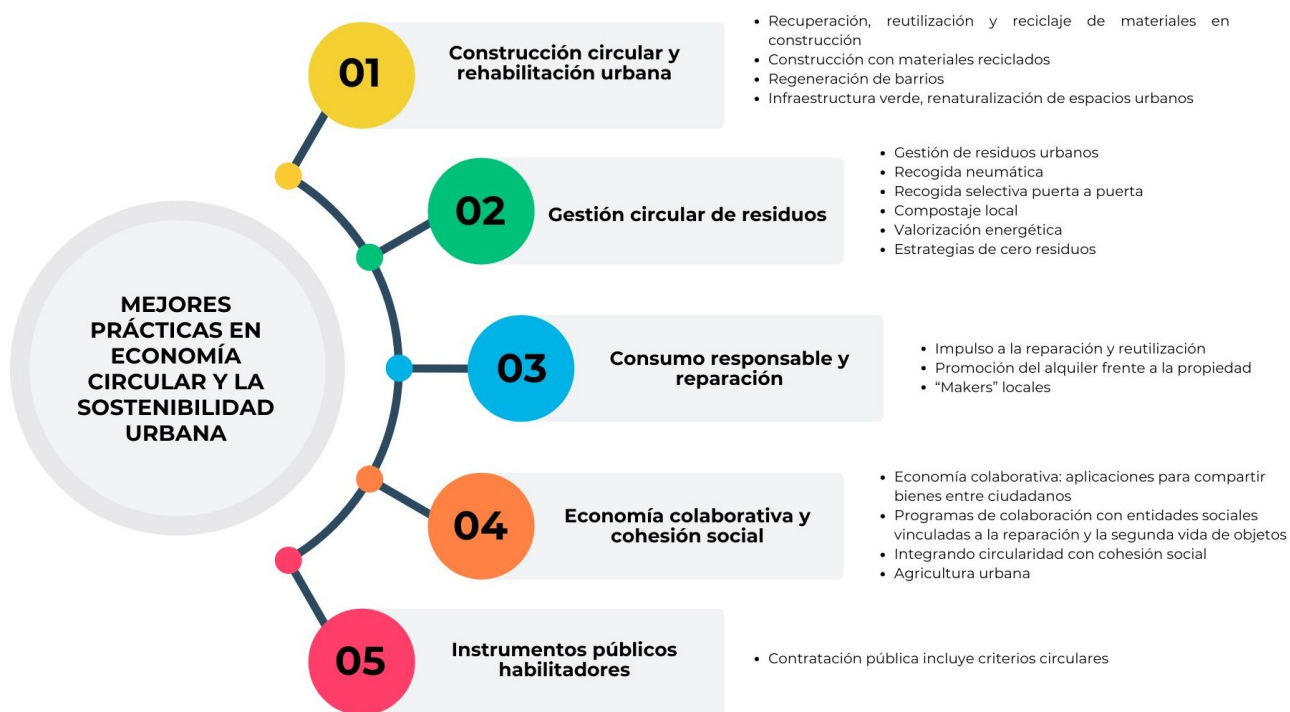 MEJORES
PRÁCTICAS EN
ECONOMÍA
CIRCULAR Y LA
SOSTENIBILIDAD
URBANA
01
Construcción circular y
rehabilitación urbana
• Recuperación, reutilización y reciclaje de materiales en
construcción
• Construcción con materiales reciclados
• Regeneración de barrios
• Infraestructura verde, renaturalización de espacios urbanos
02
Gestión circular de residuos
• Gestión de residuos urbanos
• Recogida neumática
• Recogida selectiva puerta a puerta
• Compostaje local
• Valorización energética
• Estrategias de cero residuos
03
Consumo responsable y
reparación
• Impulso a la reparación y reutilización
• Promoción del alquiler frente a la propiedad
• “Makers” locales
04
Economía colaborativa y
cohesión social
• Economía colaborativa: aplicaciones para compartir
bienes entre ciudadanos
• Programas de colaboración con entidades sociales
vinculadas a la reparación y la segunda vida de objetos
• Integrando circularidad con cohesión social
• Agricultura urbana
05
Instrumentos públicos
habilitadores
• Contratación pública incluye criterios circulares